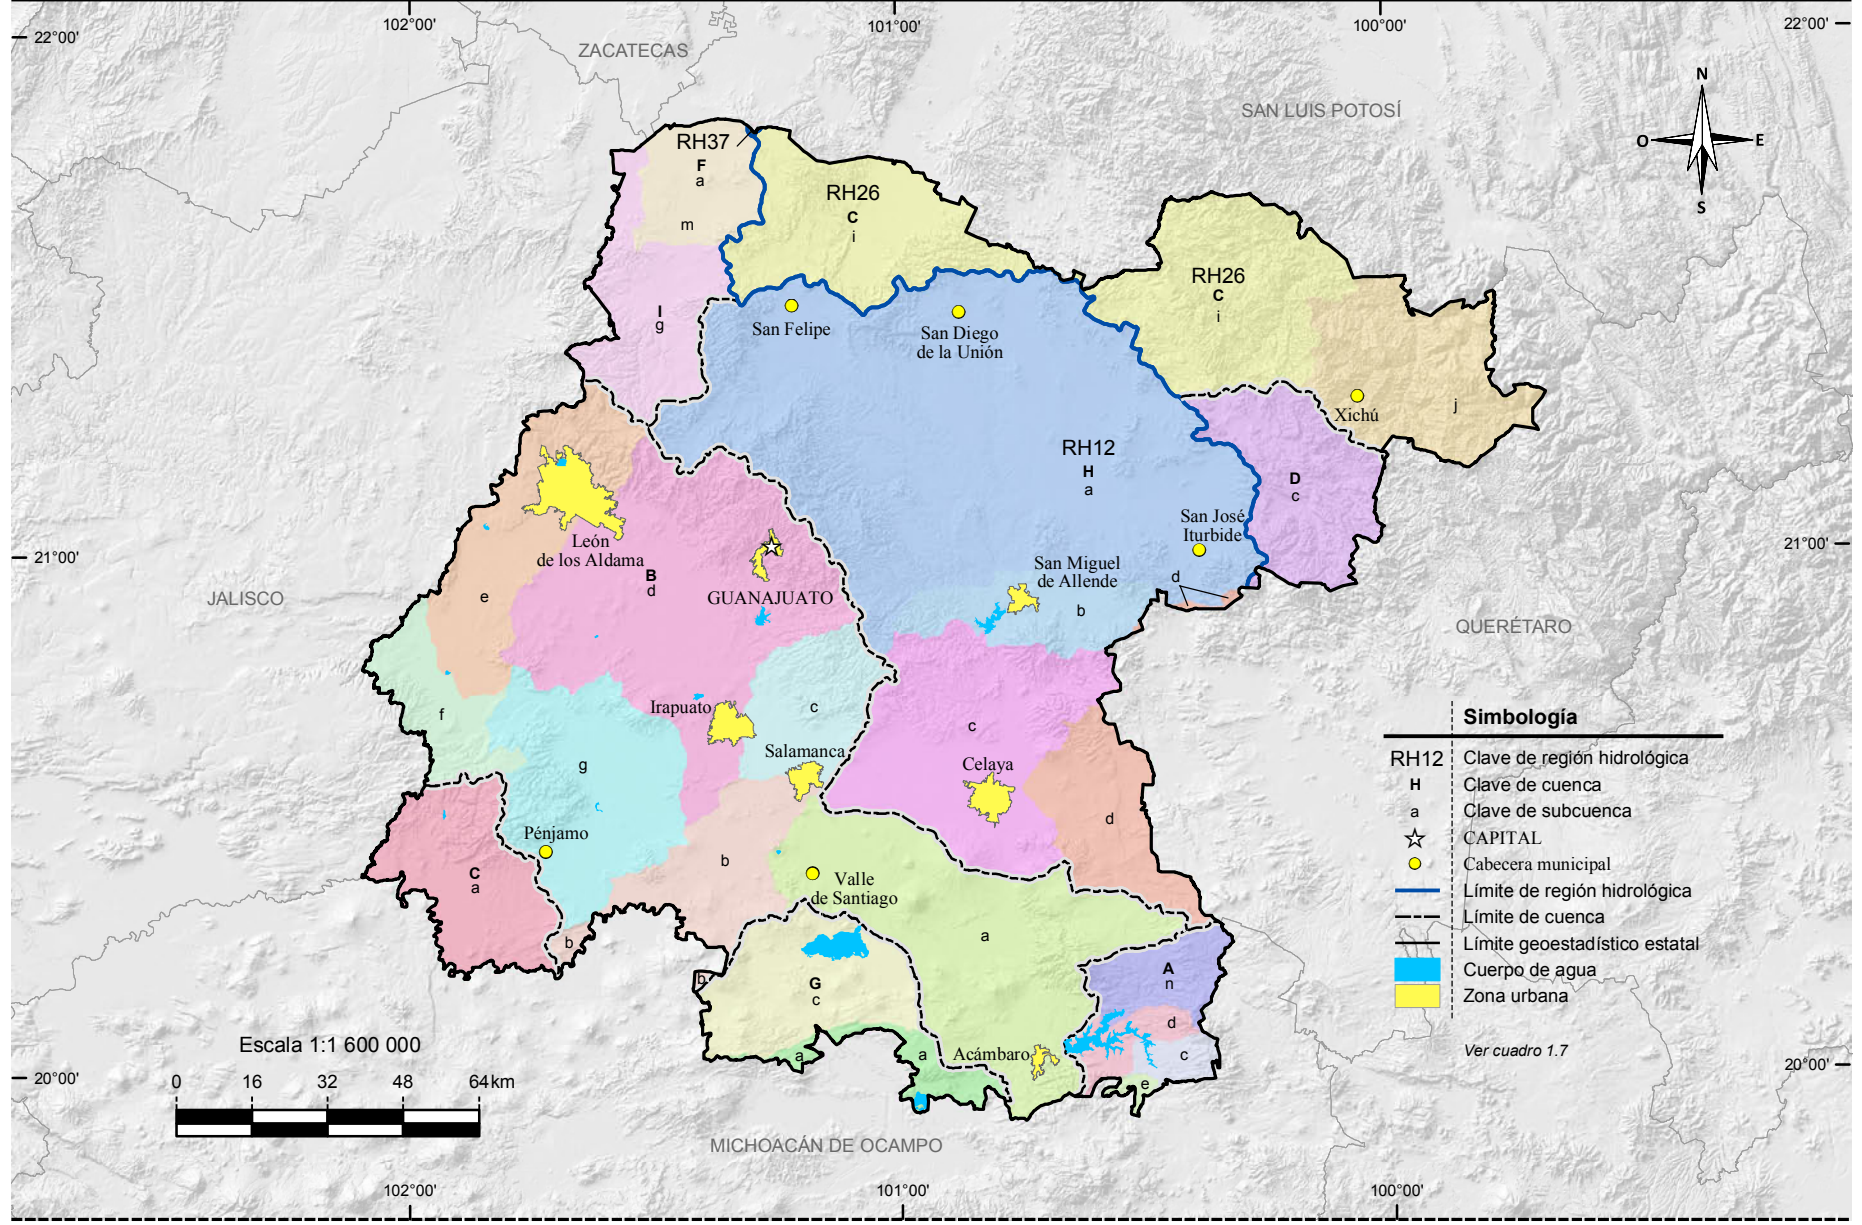 102°00'
101°00'
100°00'
22°00'
22°00'
ZACATECAS
SAN LUIS POTOSÍ
N
O
E
S
RH37
F
a
m
RH26
C
i
RH26
C
i
I
g
San Felipe
San Diego
de la Unión
Xichú
j
RH12
H
a
D
c
San José
Iturbide
León
de los Aldama
21°00'
21°00'
San Miguel
de Allende
d
B
d
GUANAJUATO
JALISCO
e
b
QUERÉTARO
f
Irapuato
c
c
Salamanca
g
Celaya
Pénjamo
d
b
C
a
Valle
de Santiago
b
a
b
G
c
A
n
d
a
a
Acámbaro
c
e
Simbología
RH12 Clave de región hidrológica
H Clave de cuenca
a Clave de subcuenca
CAPITAL
Cabecera municipal
Límite de región hidrológica
Límite de cuenca
Límite geoestadístico estatal
Cuerpo de agua
Zona urbana
Ver cuadro 1.7
Escala 1:1 600 000
0 16 32 48 64 km
20°00'
20°00'
MICHOACÁN DE OCAMPO
102°00'
101°00'
100°00'